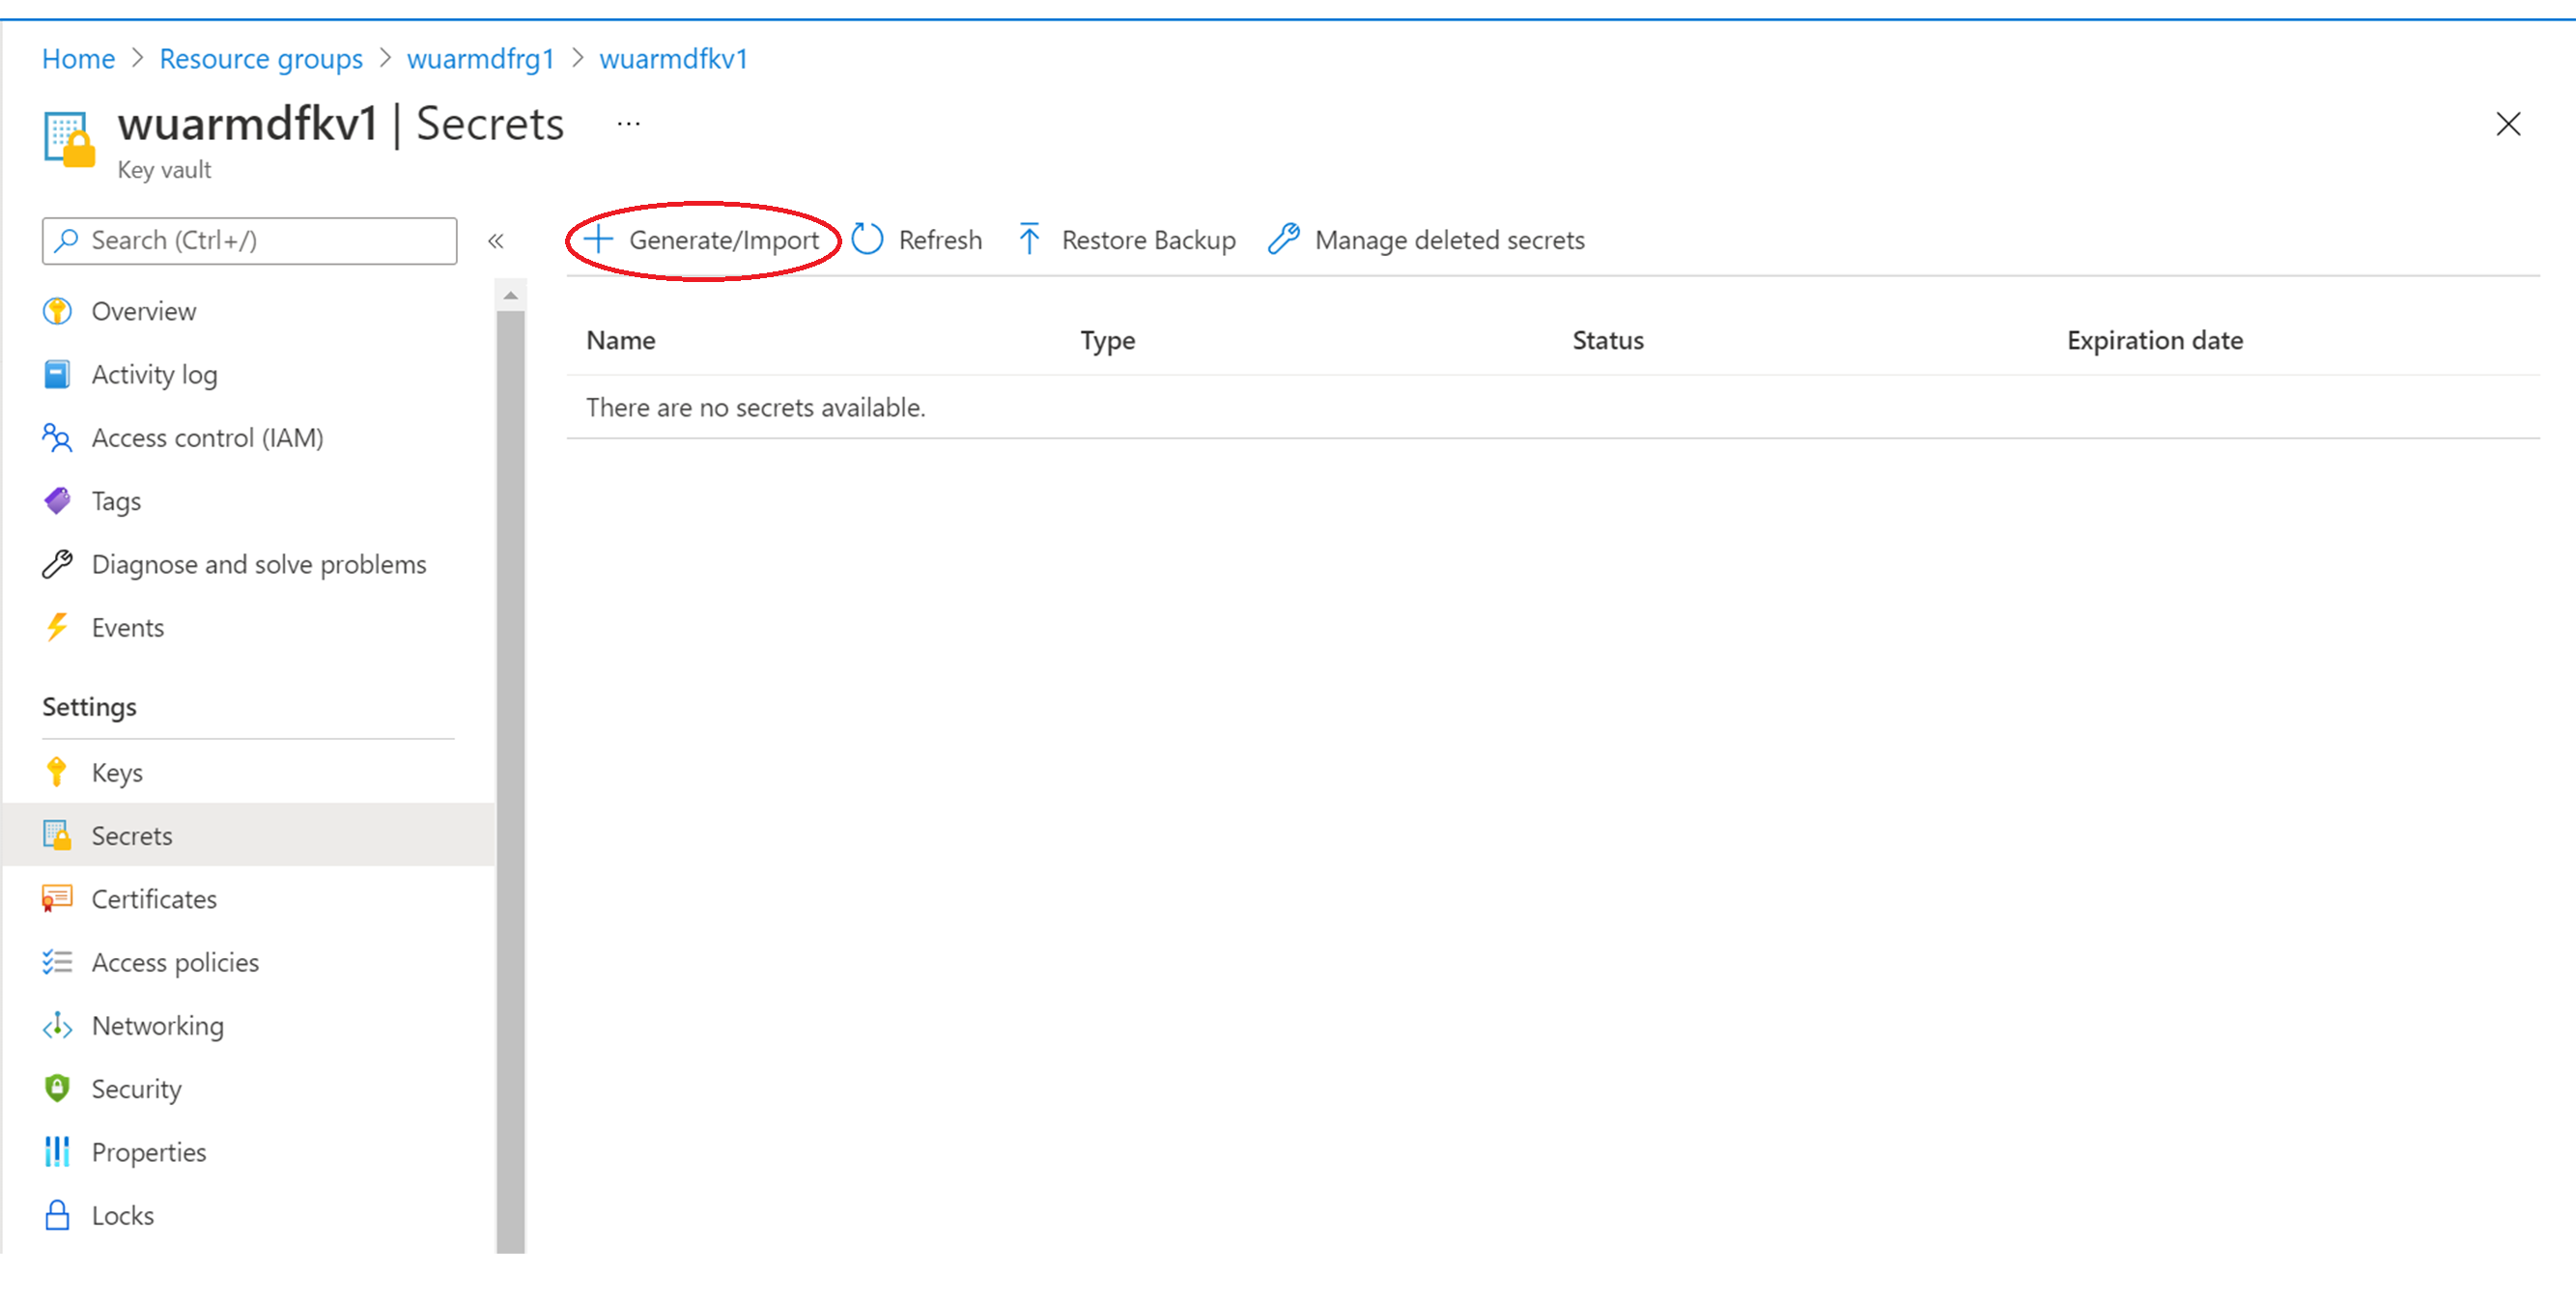 Home > Resource groups > wuarmdfrg1 > wuarmdfkv1
wuarmdfkv1 | Secrets ...
Key vault
Search (Ctrl+/) «
Generate/Import Refresh Restore Backup Manage deleted secrets
Name Type Status Expiration date
There are no secrets available.
Overview
Activity log
Access control (IAM)
Tags
Diagnose and solve problems
Events
Settings
Keys
Secrets
Certificates
Access policies
Networking
Security
Properties
Locks